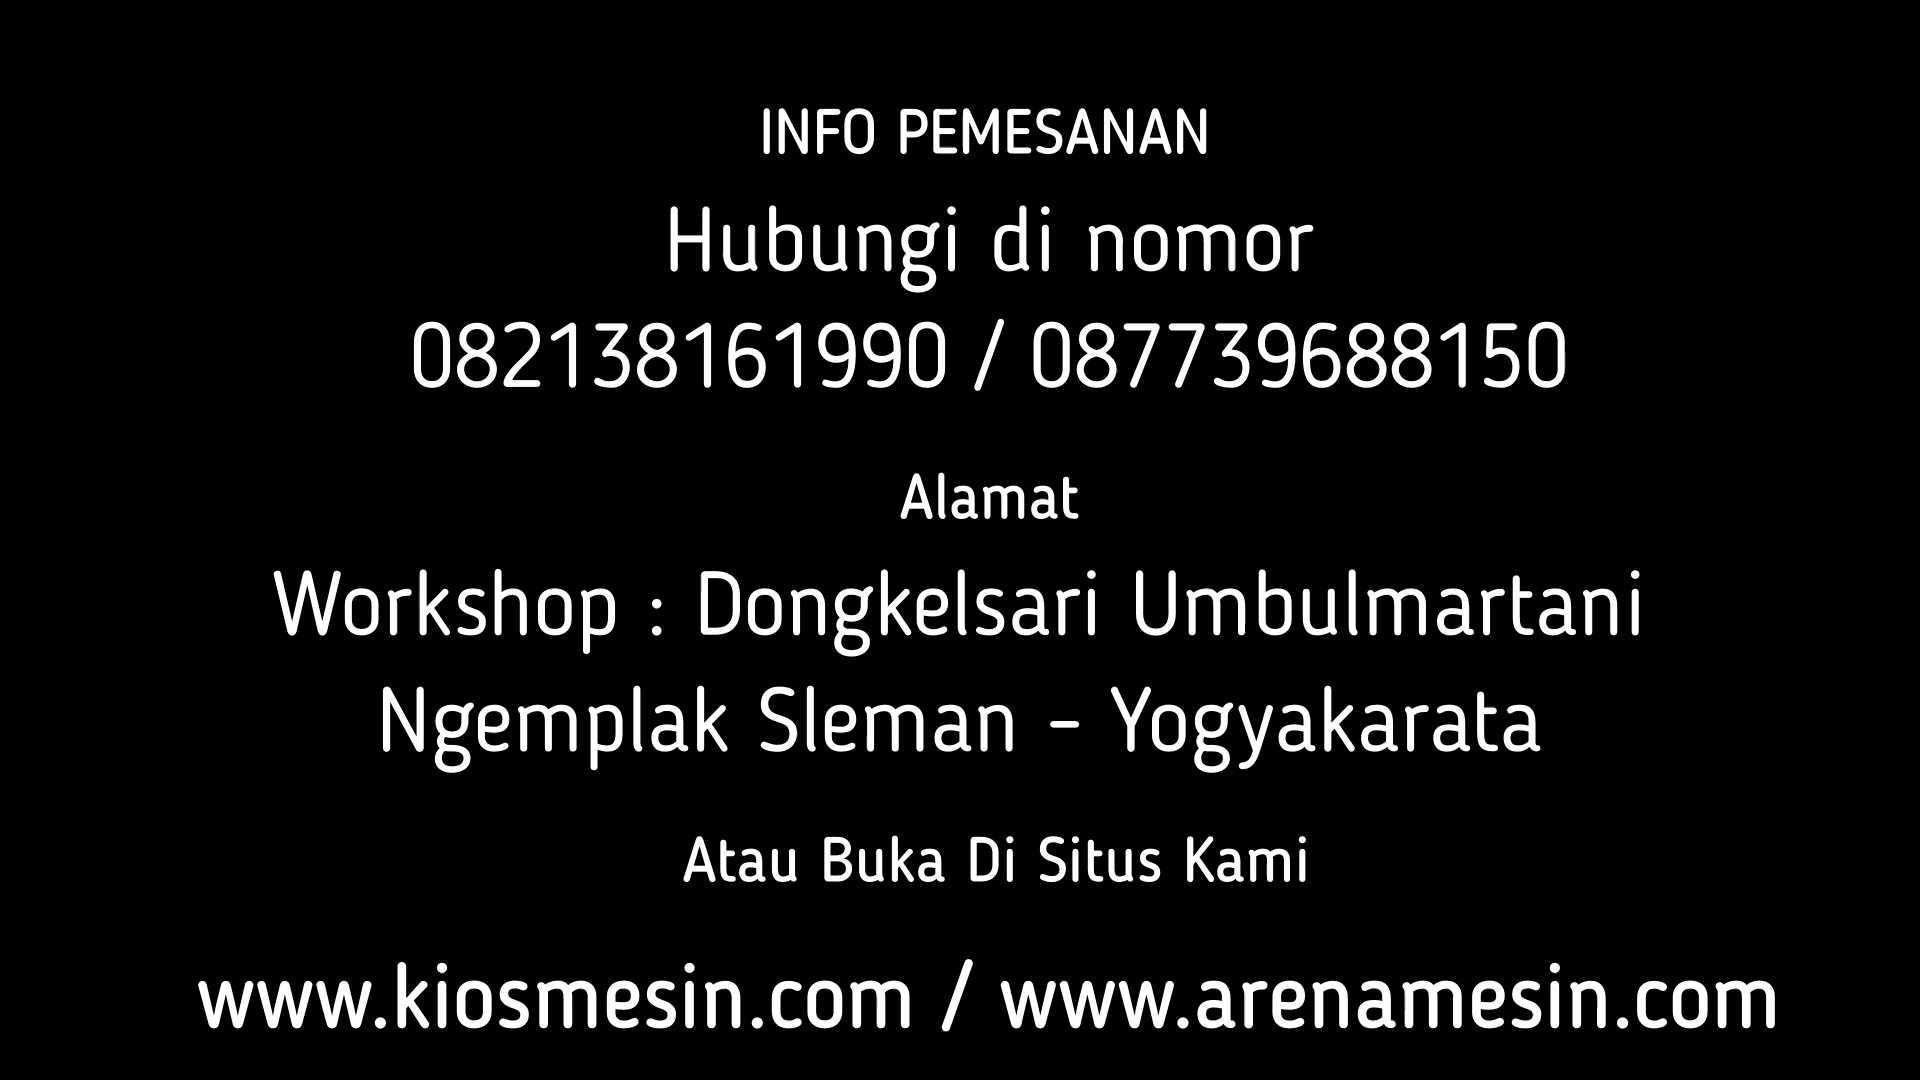 INFO PEMESANAN
Hubungi di nomor
082138161990 / 087739688150
Alamat
Workshop : Dongkelsari Umbulmartani
Ngemplak Sleman - Yogyakarata
Atau Buka Di Situs Kami
www.kiosmesin.com / www.arenamesin.com